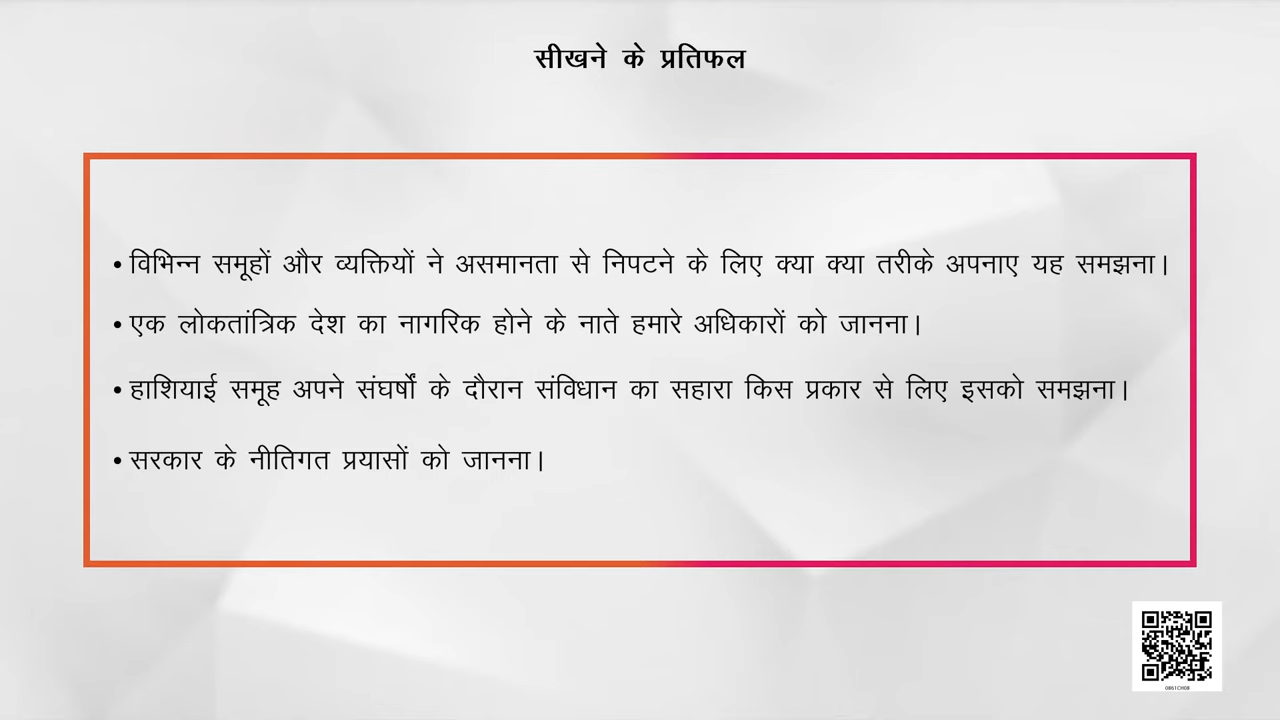 सीखने के प्रतिफल
• विभिन्न समूहों और व्यक्तियों ने असमानता से निपटने के लिए क्या क्या तरीके अपनाए यह समझना।
• एक लोकतांत्रिक देश का नागरिक होने के नाते हमारे अधिकारों को जानना।
• हाशियाई समूह अपने संघर्षों के दौरान संविधान का सहारा किस प्रकार से लिए इसको समझना।
• सरकार के नीतिगत प्रयासों को जानना।
0861CH08